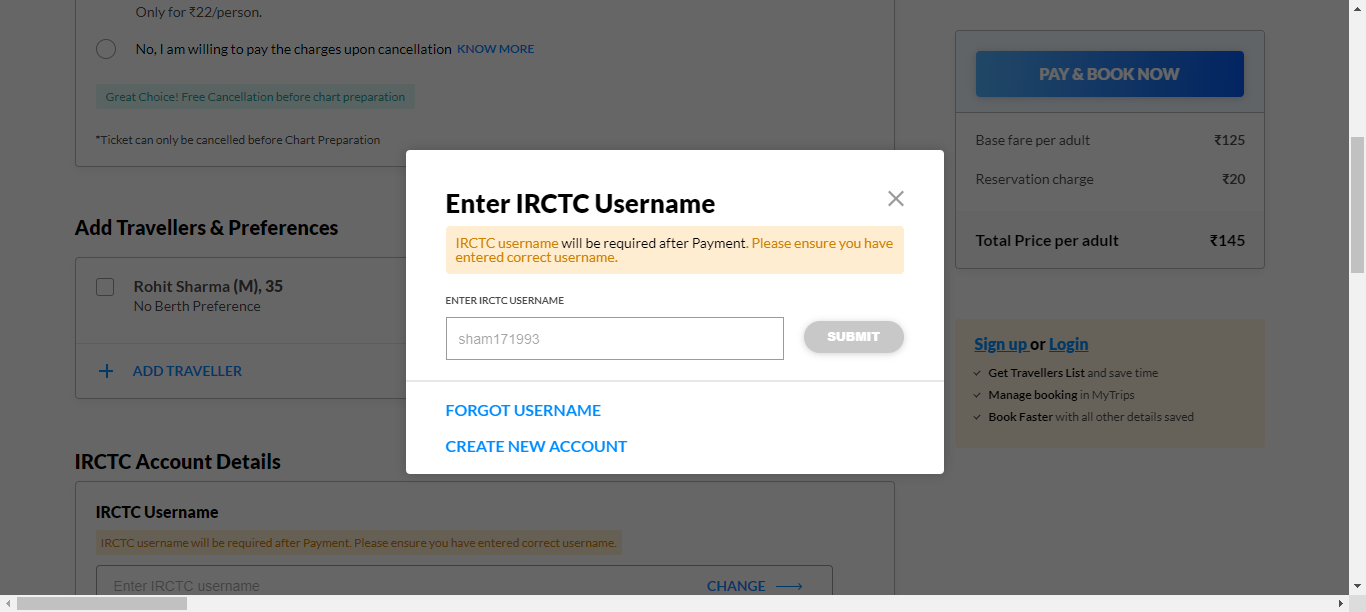 Only for ₹22/person.
No, I am willing to pay the charges upon cancellation KNOW MORE
Great Choice! Free Cancellation before chart preparation
*Ticket can only be cancelled before Chart Preparation
Add Travellers & Preferences
Rohit Sharma (M), 35
No Berth Preference
+ ADD TRAVELLER
IRCTC Account Details
IRCTC Username
IRCTC username will be required after Payment. Please ensure you have entered correct username.
Enter IRCTC username
CHANGE
Enter IRCTC Username
IRCTC username will be required after Payment. Please ensure you have
entered correct username.
ENTER IRCTC USERNAME
sham171993
SUBMIT
FORGOT USERNAME
CREATE NEW ACCOUNT
PAY & BOOK NOW
Base fare per adult ₹125
Reservation charge ₹20
Total Price per adult ₹145
Sign up or Login
Get Travellers List and save time
Manage booking in MyTrips
Book Faster with all other details saved